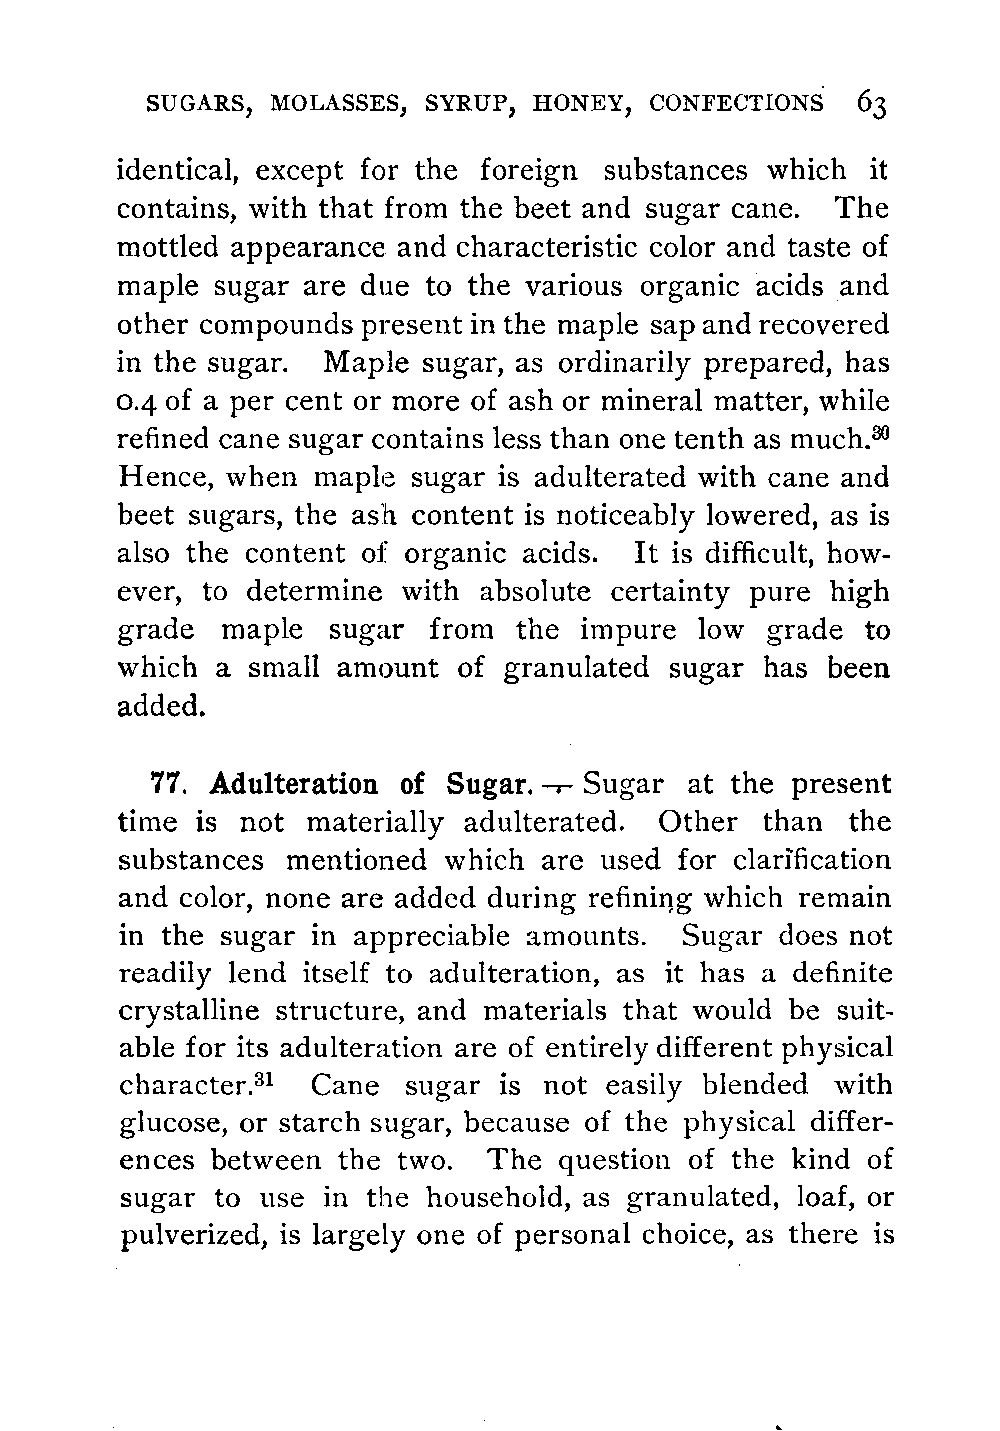 SUGARS, MOLASSES, SYRUP, HONEY, CONFECTIONS 63
identical, except for the foreign substances which it
contains, with that from the beet and sugar cane. The
mottled appearance and characteristic color and taste of
maple sugar are due to the various organic acids and
other compounds present in the maple sap and recovered
in the sugar. Maple sugar, as ordinarily prepared, has
0.4 of a per cent or more of ash or mineral matter, while
refined cane sugar contains less than one tenth as much.³⁰
Hence, when maple sugar is adulterated with cane and
beet sugars, the ash content is noticeably lowered, as is
also the content of organic acids. It is difficult, how-
ever, to determine with absolute certainty pure high
grade maple sugar from the impure low grade to
which a small amount of granulated sugar has been
added.
77. Adulteration of Sugar. — Sugar at the present
time is not materially adulterated. Other than the
substances mentioned which are used for clarification
and color, none are added during refining which remain
in the sugar in appreciable amounts. Sugar does not
readily lend itself to adulteration, as it has a definite
crystalline structure, and materials that would be suit-
able for its adulteration are of entirely different physical
character.³¹ Cane sugar is not easily blended with
glucose, or starch sugar, because of the physical differ-
ences between the two. The question of the kind of
sugar to use in the household, as granulated, loaf, or
pulverized, is largely one of personal choice, as there is